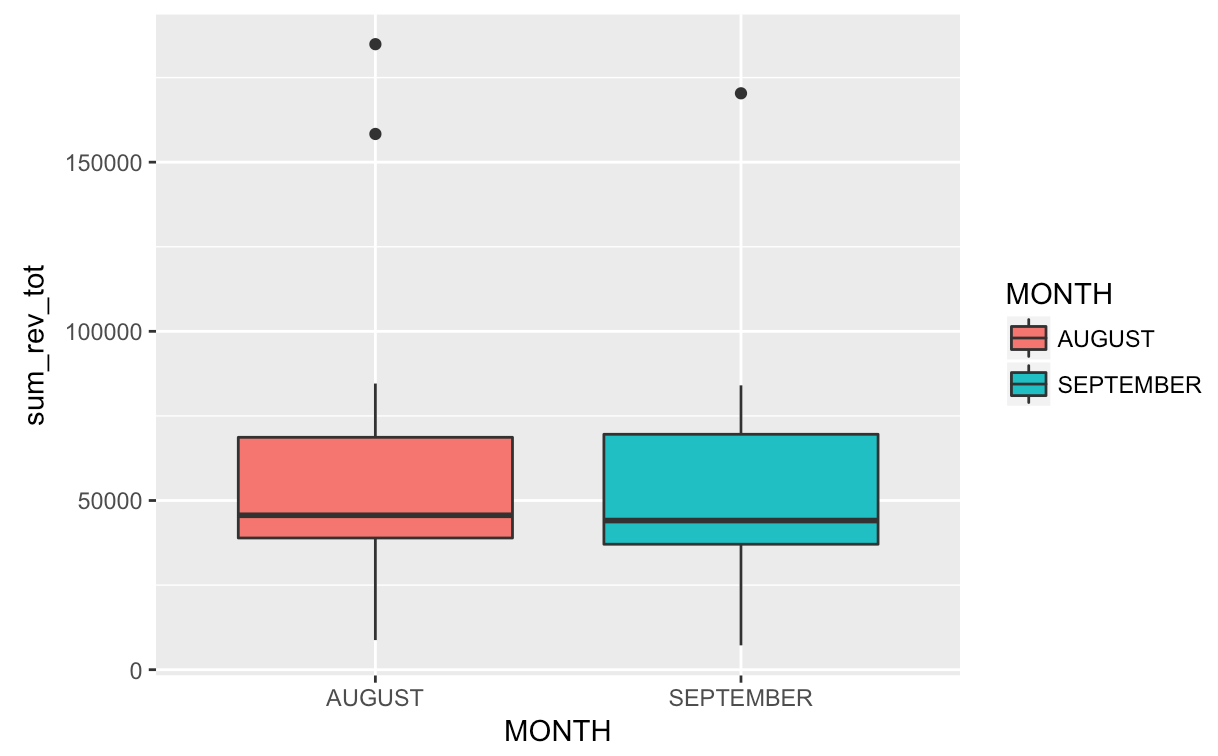 sum_rev_tot
150000
100000
50000
0
AUGUST SEPTEMBER
MONTH
MONTH
AUGUST
SEPTEMBER